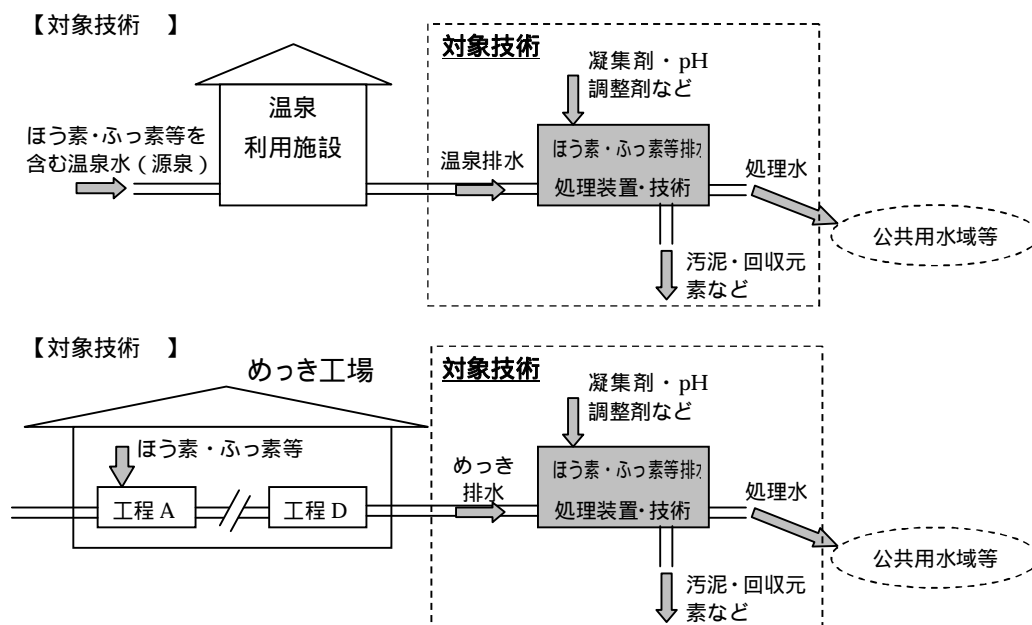 【対象技術　】
対象技術
凝集剤・pH
調整剤など
温泉
利用施設
ほう素・ふっ素等を
含む温泉水（源泉）
温泉排水
ほう素・ふっ素等排
処理装置・技術
処理水
公共用水域等
汚泥・回収元
素など
【対象技術　】
めっき工場
対象技術
凝集剤・pH
調整剤など
ほう素・ふっ素等
工程 A
工程 D
めっき
排水
ほう素・ふっ素等排
処理装置・技術
処理水
公共用水域等
汚泥・回収元
素など